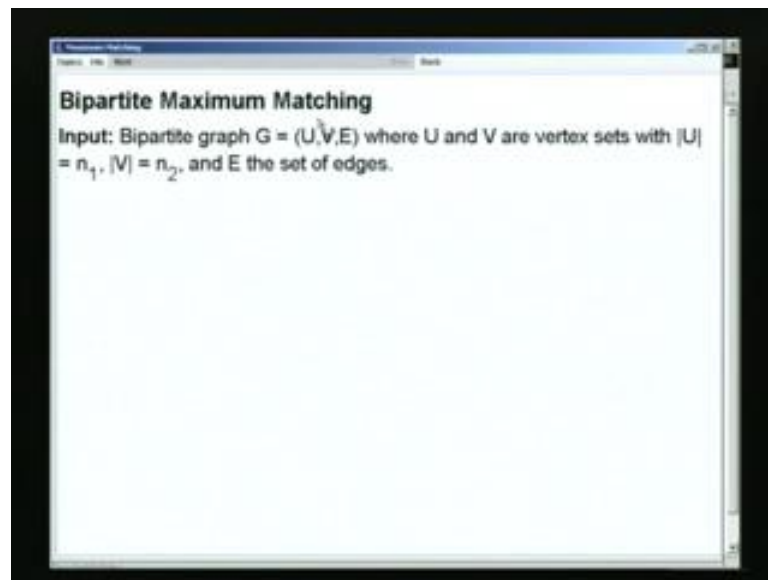 Bipartite Maximum Matching
Input: Bipartite graph G = (U,V,E) where U and V are vertex sets with |U|
= n1, |V| = n2, and E the set of edges.